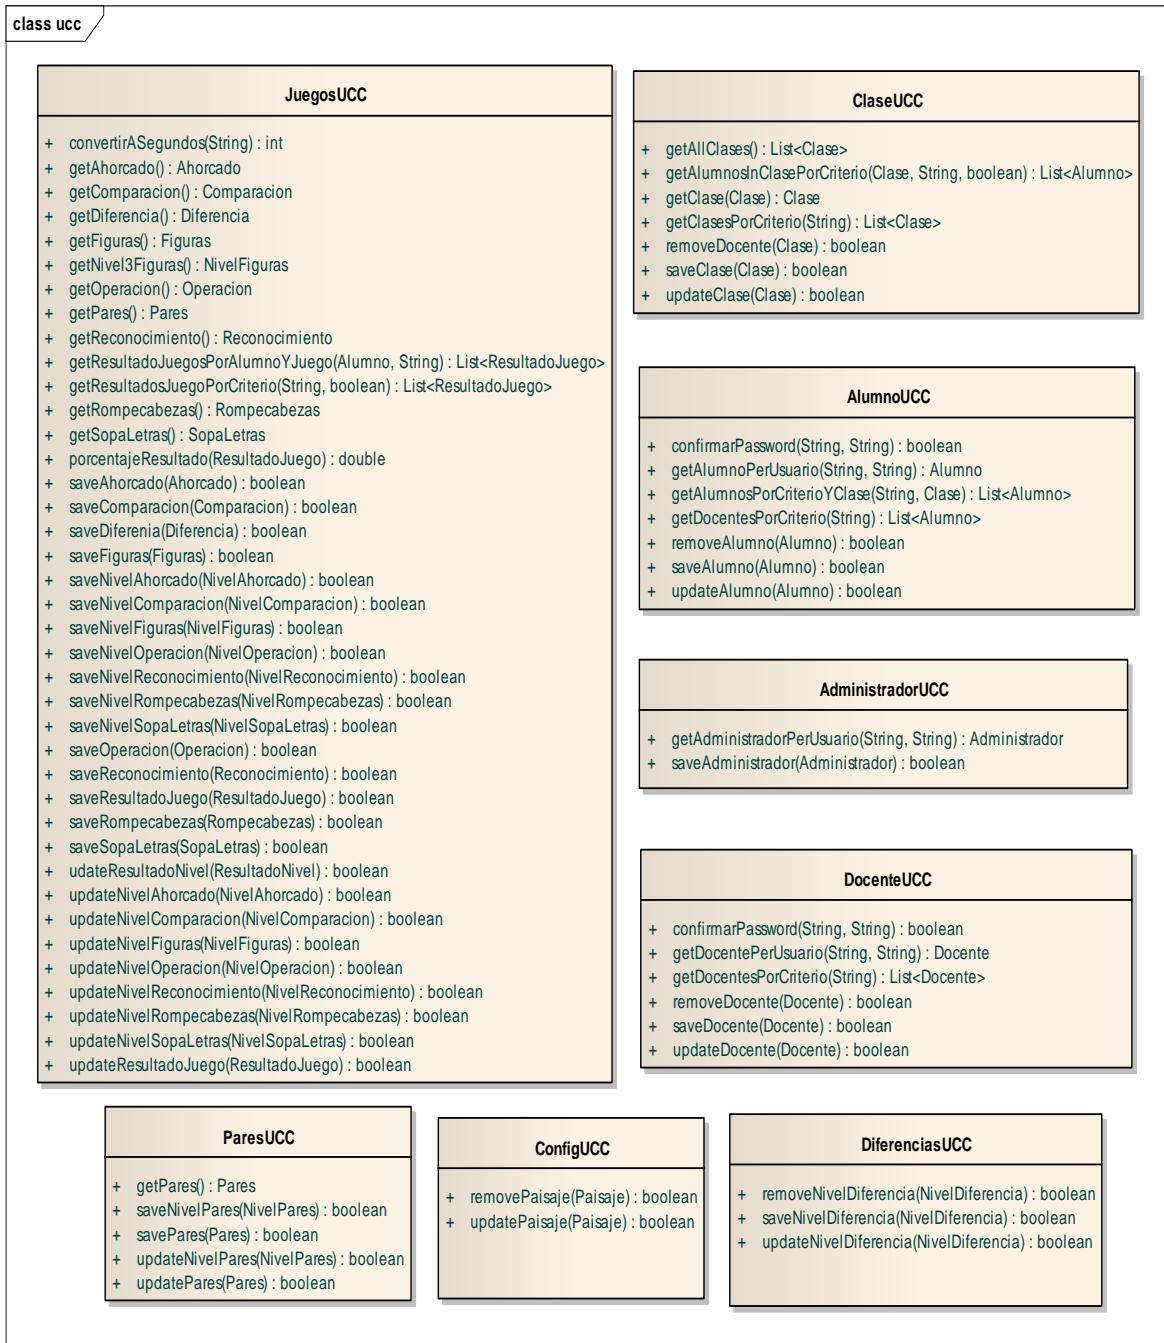 class ucc
JuegosUCC
+ convertirASegundos(String) : int
+ getAhorcado() : Ahorcado
+ getComparacion() : Comparacion
+ getDiferencia() : Diferencia
+ getFiguras() : Figuras
+ getNivel3Figuras() : NivelFiguras
+ getOperacion() : Operacion
+ getPares() : Pares
+ getReconocimiento() : Reconocimiento
+ getResultadoJuegosPorAlumnoYJuego(Alumno, String) : List<ResultadoJuego>
+ getResultadosJuegoPorCriterio(String, boolean) : List<ResultadoJuego>
+ getRompecabezas() : Rompecabezas
+ getSopaLetras() : SopaLetras
+ porcentajeResultado(ResultadoJuego) : double
+ saveAhorcado(Ahorcado) : boolean
+ saveComparacion(Comparacion) : boolean
+ saveDiferenia(Diferencia) : boolean
+ saveFiguras(Figuras) : boolean
+ saveNivelAhorcado(NivelAhorcado) : boolean
+ saveNivelComparacion(NivelComparacion) : boolean
+ saveNivelFiguras(NivelFiguras) : boolean
+ saveNivelOperacion(NivelOperacion) : boolean
+ saveNivelReconocimiento(NivelReconocimiento) : boolean
+ saveNivelRompecabezas(NivelRompecabezas) : boolean
+ saveNivelSopaLetras(NivelSopaLetras) : boolean
+ saveOperacion(Operacion) : boolean
+ saveReconocimiento(Reconocimiento) : boolean
+ saveResultadoJuego(ResultadoJuego) : boolean
+ saveRompecabezas(Rompecabezas) : boolean
+ saveSopaLetras(SopaLetras) : boolean
+ udateResultadoNivel(ResultadoNivel) : boolean
+ updateNivelAhorcado(NivelAhorcado) : boolean
+ updateNivelComparacion(NivelComparacion) : boolean
+ updateNivelFiguras(NivelFiguras) : boolean
+ updateNivelOperacion(NivelOperacion) : boolean
+ updateNivelReconocimiento(NivelReconocimiento) : boolean
+ updateNivelRompecabezas(NivelRompecabezas) : boolean
+ updateNivelSopaLetras(NivelSopaLetras) : boolean
+ updateResultadoJuego(ResultadoJuego) : boolean
ClaseUCC
+ getAllClases() : List<Clase>
+ getAlumnosInClasePorCriterio(Clase, String, boolean) : List<Alumno>
+ getClase(Clase) : Clase
+ getClasesPorCriterio(String) : List<Clase>
+ removeDocente(Clase) : boolean
+ saveClase(Clase) : boolean
+ updateClase(Clase) : boolean
AlumnoUCC
+ confirmarPassword(String, String) : boolean
+ getAlumnoPerUsuario(String, String) : Alumno
+ getAlumnosPorCriterioYClase(String, Clase) : List<Alumno>
+ getDocentesPorCriterio(String) : List<Alumno>
+ removeAlumno(Alumno) : boolean
+ saveAlumno(Alumno) : boolean
+ updateAlumno(Alumno) : boolean
AdministradorUCC
+ getAdministradorPerUsuario(String, String) : Administrador
+ saveAdministrador(Administrador) : boolean
DocenteUCC
+ confirmarPassword(String, String) : boolean
+ getDocentePerUsuario(String, String) : Docente
+ getDocentesPorCriterio(String) : List<Docente>
+ removeDocente(Docente) : boolean
+ saveDocente(Docente) : boolean
+ updateDocente(Docente) : boolean
ParesUCC
+ getPares() : Pares
+ saveNivelPares(NivelPares) : boolean
+ savePares(Pares) : boolean
+ updateNivelPares(NivelPares) : boolean
+ updatePares(Pares) : boolean
ConfigUCC
+ removePaisaje(Paisaje) : boolean
+ updatePaisaje(Paisaje) : boolean
DiferenciasUCC
+ removeNivelDiferencia(NivelDiferencia) : boolean
+ saveNivelDiferencia(NivelDiferencia) : boolean
+ updateNivelDiferencia(NivelDiferencia) : boolean